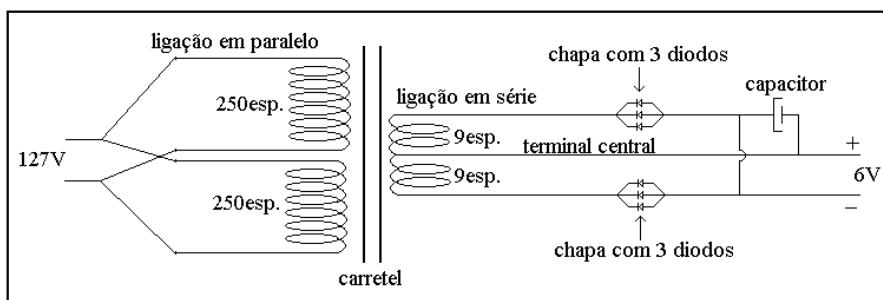 ligação em paralelo
chapa com 3 diodos
capacitor
250esp.
ligação em série
9esp.
terminal central
+
127V
6V
9esp.
250esp.
–
chapa com 3 diodos
carretel